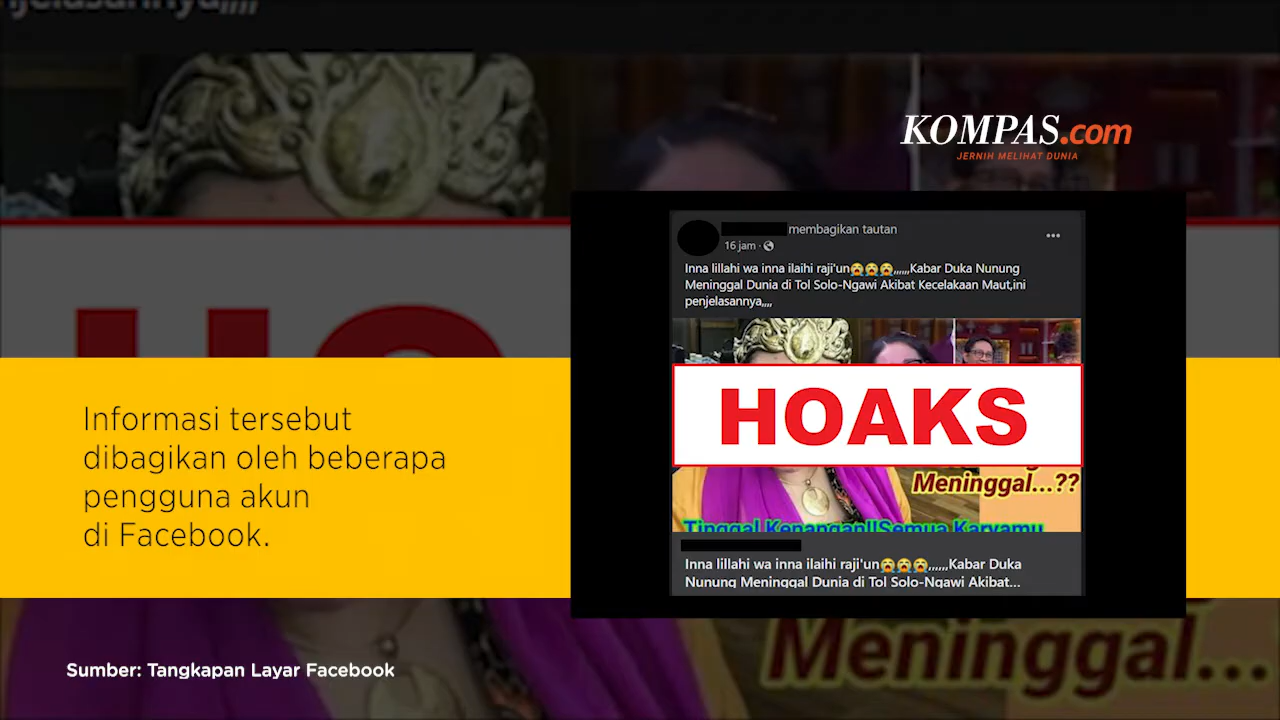 njelasannya,,,,
KOMPAS.com
JERNIH MELIHAT DUNIA
membagikan tautan
16 jam ·
Inna lillahi wa inna ilaihi raji'un😭😭😭,,,,,,Kabar Duka Nunung
Meninggal Dunia di Tol Solo-Ngawi Akibat Kecelakaan Maut,ini
penjelasannya,,,,
HOAKS
Meninggal...??
Tinggal Kenangan!!Semua Karyamu
Inna lillahi wa inna ilaihi raji'un😭😭😭,,,,,,Kabar Duka
Nunung Meninggal Dunia di Tol Solo-Ngawi Akibat...
Informasi tersebut
dibagikan oleh beberapa
pengguna akun
di Facebook.
Meninggal...
Sumber: Tangkapan Layar Facebook